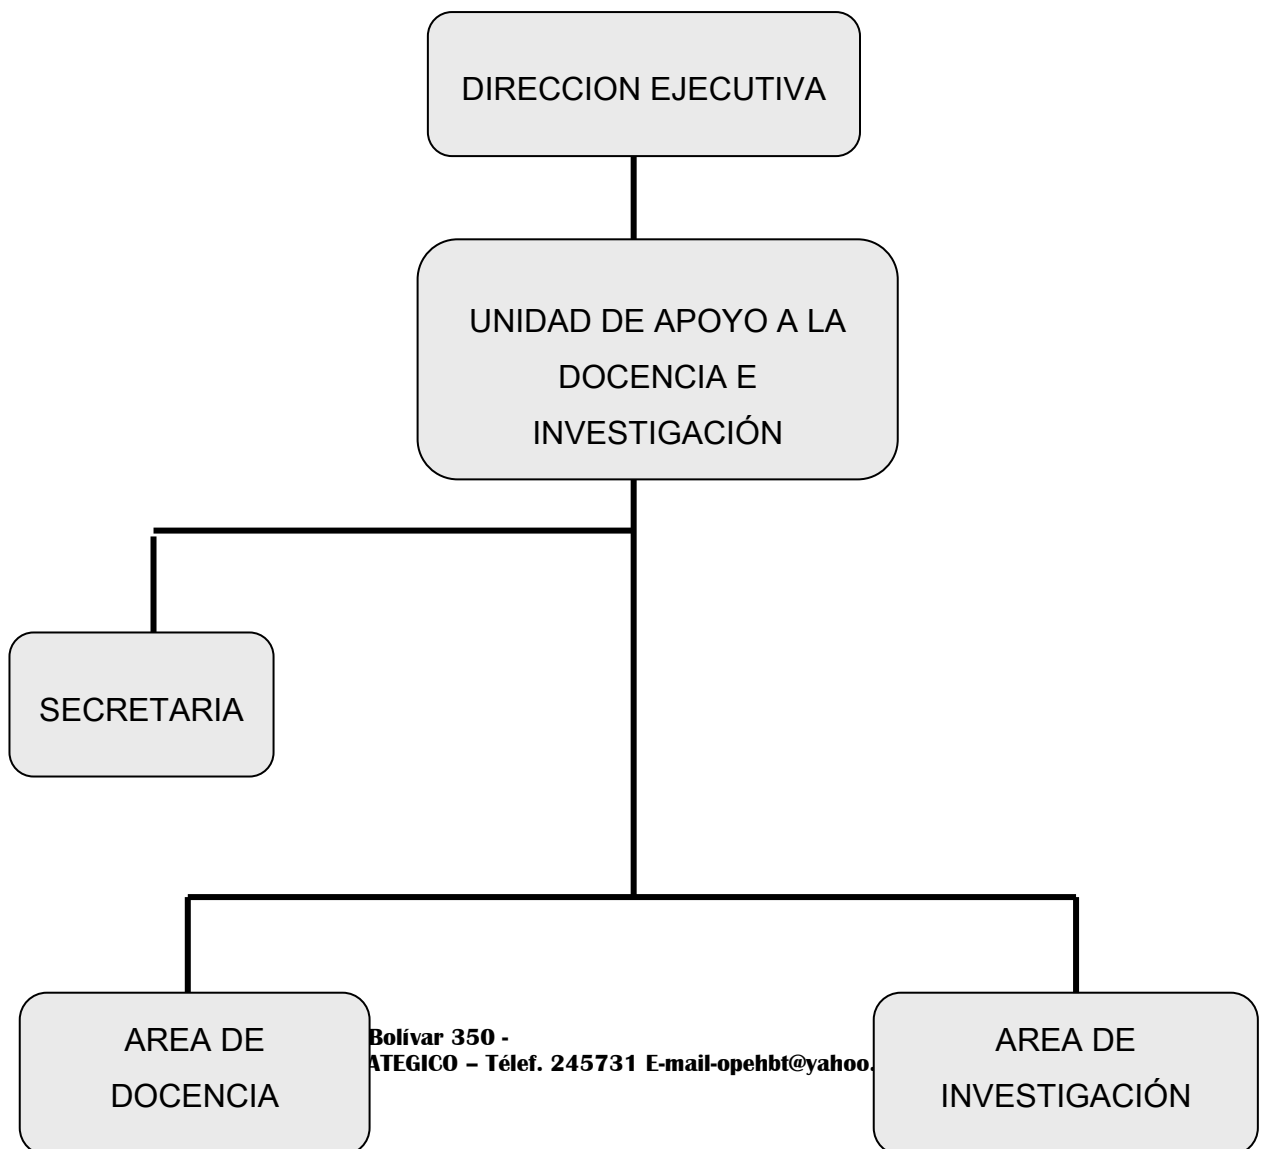 DIRECCION EJECUTIVA
UNIDAD DE APOYO A LA
DOCENCIA E
INVESTIGACIÓN
SECRETARIA
AREA DE
DOCENCIA
Bolívar 350 -
ATEGICO – Télef. 245731 E-mail-opehbt@yahoo.
AREA DE
INVESTIGACIÓN